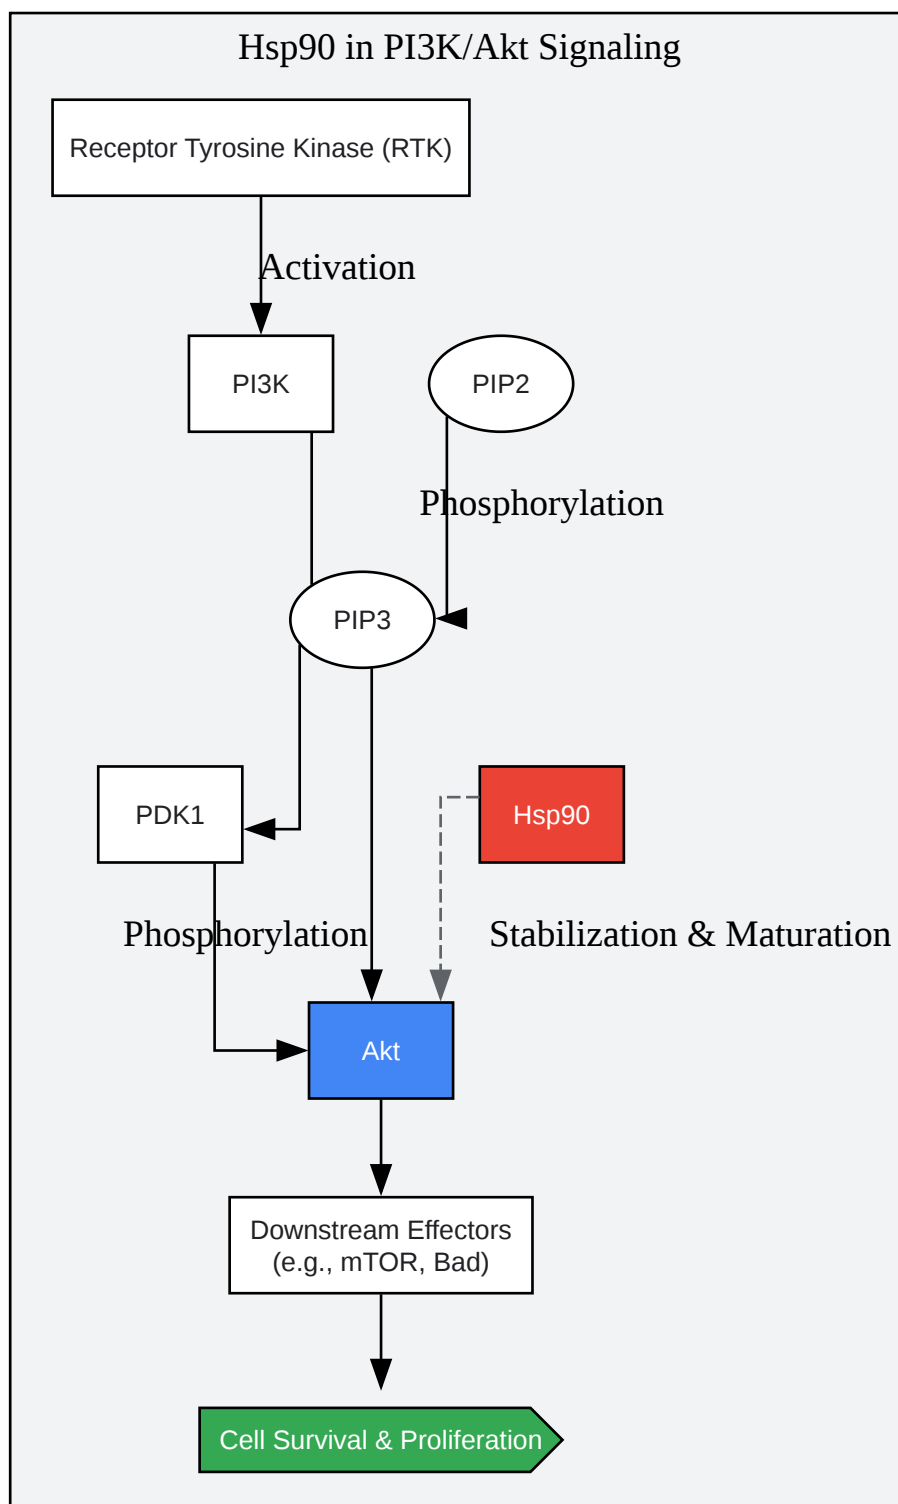 Hsp90 in PI3K/Akt Signaling
Receptor Tyrosine Kinase (RTK)
Activation
PI3K
PIP2
Phosphorylation
PIP3
PDK1
Hsp90
Phosphorylation
Stabilization & Maturation
Akt
Downstream Effectors
(e.g., mTOR, Bad)
Cell Survival & Proliferation